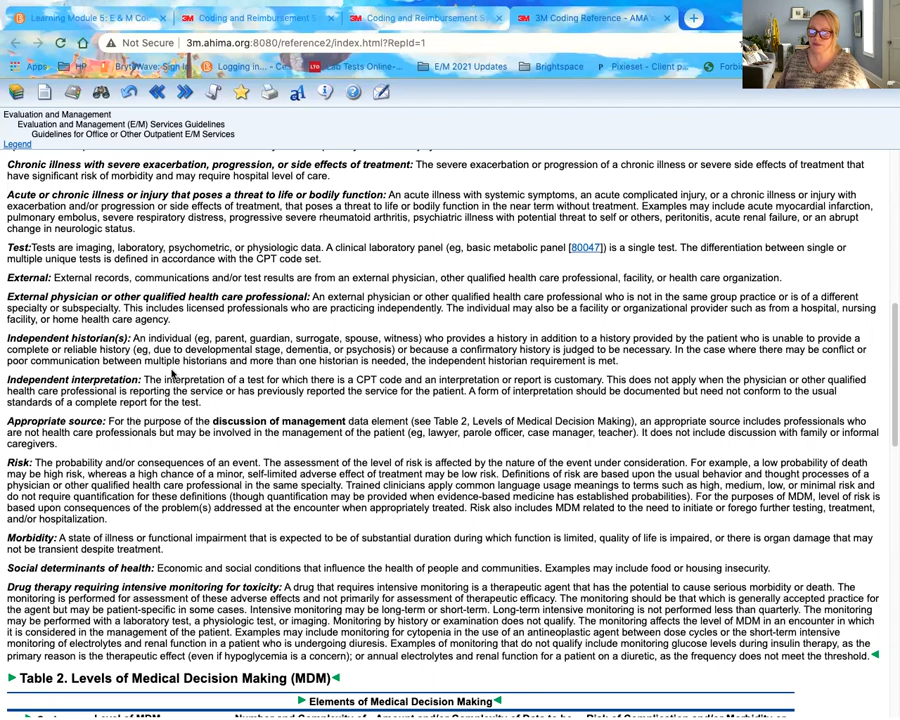 Learning Module 5: E & M Co
Coding and Reimbursement S
Coding and Reimbursement S
3M Coding Reference - AMA's
Not Secure | 3m.ahima.org:8080/reference2/index.html?RepId=1
Apps
HP
BryteWave: Sign In
Logging in... - Ce
LTO
Lab Tests Online-...
E/M 2021 Updates
Brightspace
Pixieset - Client p...
Forbi
Evaluation and Management
Evaluation and Management (E/M) Services Guidelines
Guidelines for Office or Other Outpatient E/M Services
Legend
Chronic illness with severe exacerbation, progression, or side effects of treatment: The severe exacerbation or progression of a chronic illness or severe side effects of treatment that
have significant risk of morbidity and may require hospital level of care.
Acute or chronic illness or injury that poses a threat to life or bodily function: An acute illness with systemic symptoms, an acute complicated injury, or a chronic illness or injury with
exacerbation and/or progression or side effects of treatment, that poses a threat to life or bodily function in the near term without treatment. Examples may include acute myocardial infarction,
pulmonary embolus, severe respiratory distress, progressive severe rheumatoid arthritis, psychiatric illness with potential threat to self or others, peritonitis, acute renal failure, or an abrupt
change in neurologic status.
Test:Tests are imaging, laboratory, psychometric, or physiologic data. A clinical laboratory panel (eg, basic metabolic panel [80047]) is a single test. The differentiation between single or
multiple unique tests is defined in accordance with the CPT code set.
External: External records, communications and/or test results are from an external physician, other qualified health care professional, facility, or health care organization.
External physician or other qualified health care professional: An external physician or other qualified health care professional who is not in the same group practice or is of a different
specialty or subspecialty. This includes licensed professionals who are practicing independently. The individual may also be a facility or organizational provider such as from a hospital, nursing
facility, or home health care agency.
Independent historian(s): An individual (eg, parent, guardian, surrogate, spouse, witness) who provides a history in addition to a history provided by the patient who is unable to provide a
complete or reliable history (eg, due to developmental stage, dementia, or psychosis) or because a confirmatory history is judged to be necessary. In the case where there may be conflict or
poor communication between multiple historians and more than one historian is needed, the independent historian requirement is met.
Independent interpretation: The interpretation of a test for which there is a CPT code and an interpretation or report is customary. This does not apply when the physician or other qualified
health care professional is reporting the service or has previously reported the service for the patient. A form of interpretation should be documented but need not conform to the usual
standards of a complete report for the test.
Appropriate source: For the purpose of the discussion of management data element (see Table 2, Levels of Medical Decision Making), an appropriate source includes professionals who
are not health care professionals but may be involved in the management of the patient (eg, lawyer, parole officer, case manager, teacher). It does not include discussion with family or informal
caregivers.
Risk: The probability and/or consequences of an event. The assessment of the level of risk is affected by the nature of the event under consideration. For example, a low probability of death
may be high risk, whereas a high chance of a minor, self-limited adverse effect of treatment may be low risk. Definitions of risk are based upon the usual behavior and thought processes of a
physician or other qualified health care professional in the same specialty. Trained clinicians apply common language usage meanings to terms such as high, medium, low, or minimal risk and
do not require quantification for these definitions (though quantification may be provided when evidence-based medicine has established probabilities). For the purposes of MDM, level of risk is
based upon consequences of the problem(s) addressed at the encounter when appropriately treated. Risk also includes MDM related to the need to initiate or forego further testing, treatment,
and/or hospitalization.
Morbidity: A state of illness or functional impairment that is expected to be of substantial duration during which function is limited, quality of life is impaired, or there is organ damage that may
not be transient despite treatment.
Social determinants of health: Economic and social conditions that influence the health of people and communities. Examples may include food or housing insecurity.
Drug therapy requiring intensive monitoring for toxicity: A drug that requires intensive monitoring is a therapeutic agent that has the potential to cause serious morbidity or death. The
monitoring is performed for assessment of these adverse effects and not primarily for assessment of therapeutic efficacy. The monitoring should be that which is generally accepted practice for
the agent but may be patient-specific in some cases. Intensive monitoring may be long-term or short-term. Long-term intensive monitoring is not performed less than quarterly. The monitoring
may be performed with a laboratory test, a physiologic test, or imaging. Monitoring by history or examination does not qualify. The monitoring affects the level of MDM in an encounter in which
it is considered in the management of the patient. Examples may include monitoring for cytopenia in the use of an antineoplastic agent between dose cycles or the short-term intensive
monitoring of electrolytes and renal function in a patient who is undergoing diuresis. Examples of monitoring that do not qualify include monitoring glucose levels during insulin therapy, as the
primary reason is the therapeutic effect (even if hypoglycemia is a concern); or annual electrolytes and renal function for a patient on a diuretic, as the frequency does not meet the threshold.
Table 2. Levels of Medical Decision Making (MDM)
Elements of Medical Decision Making